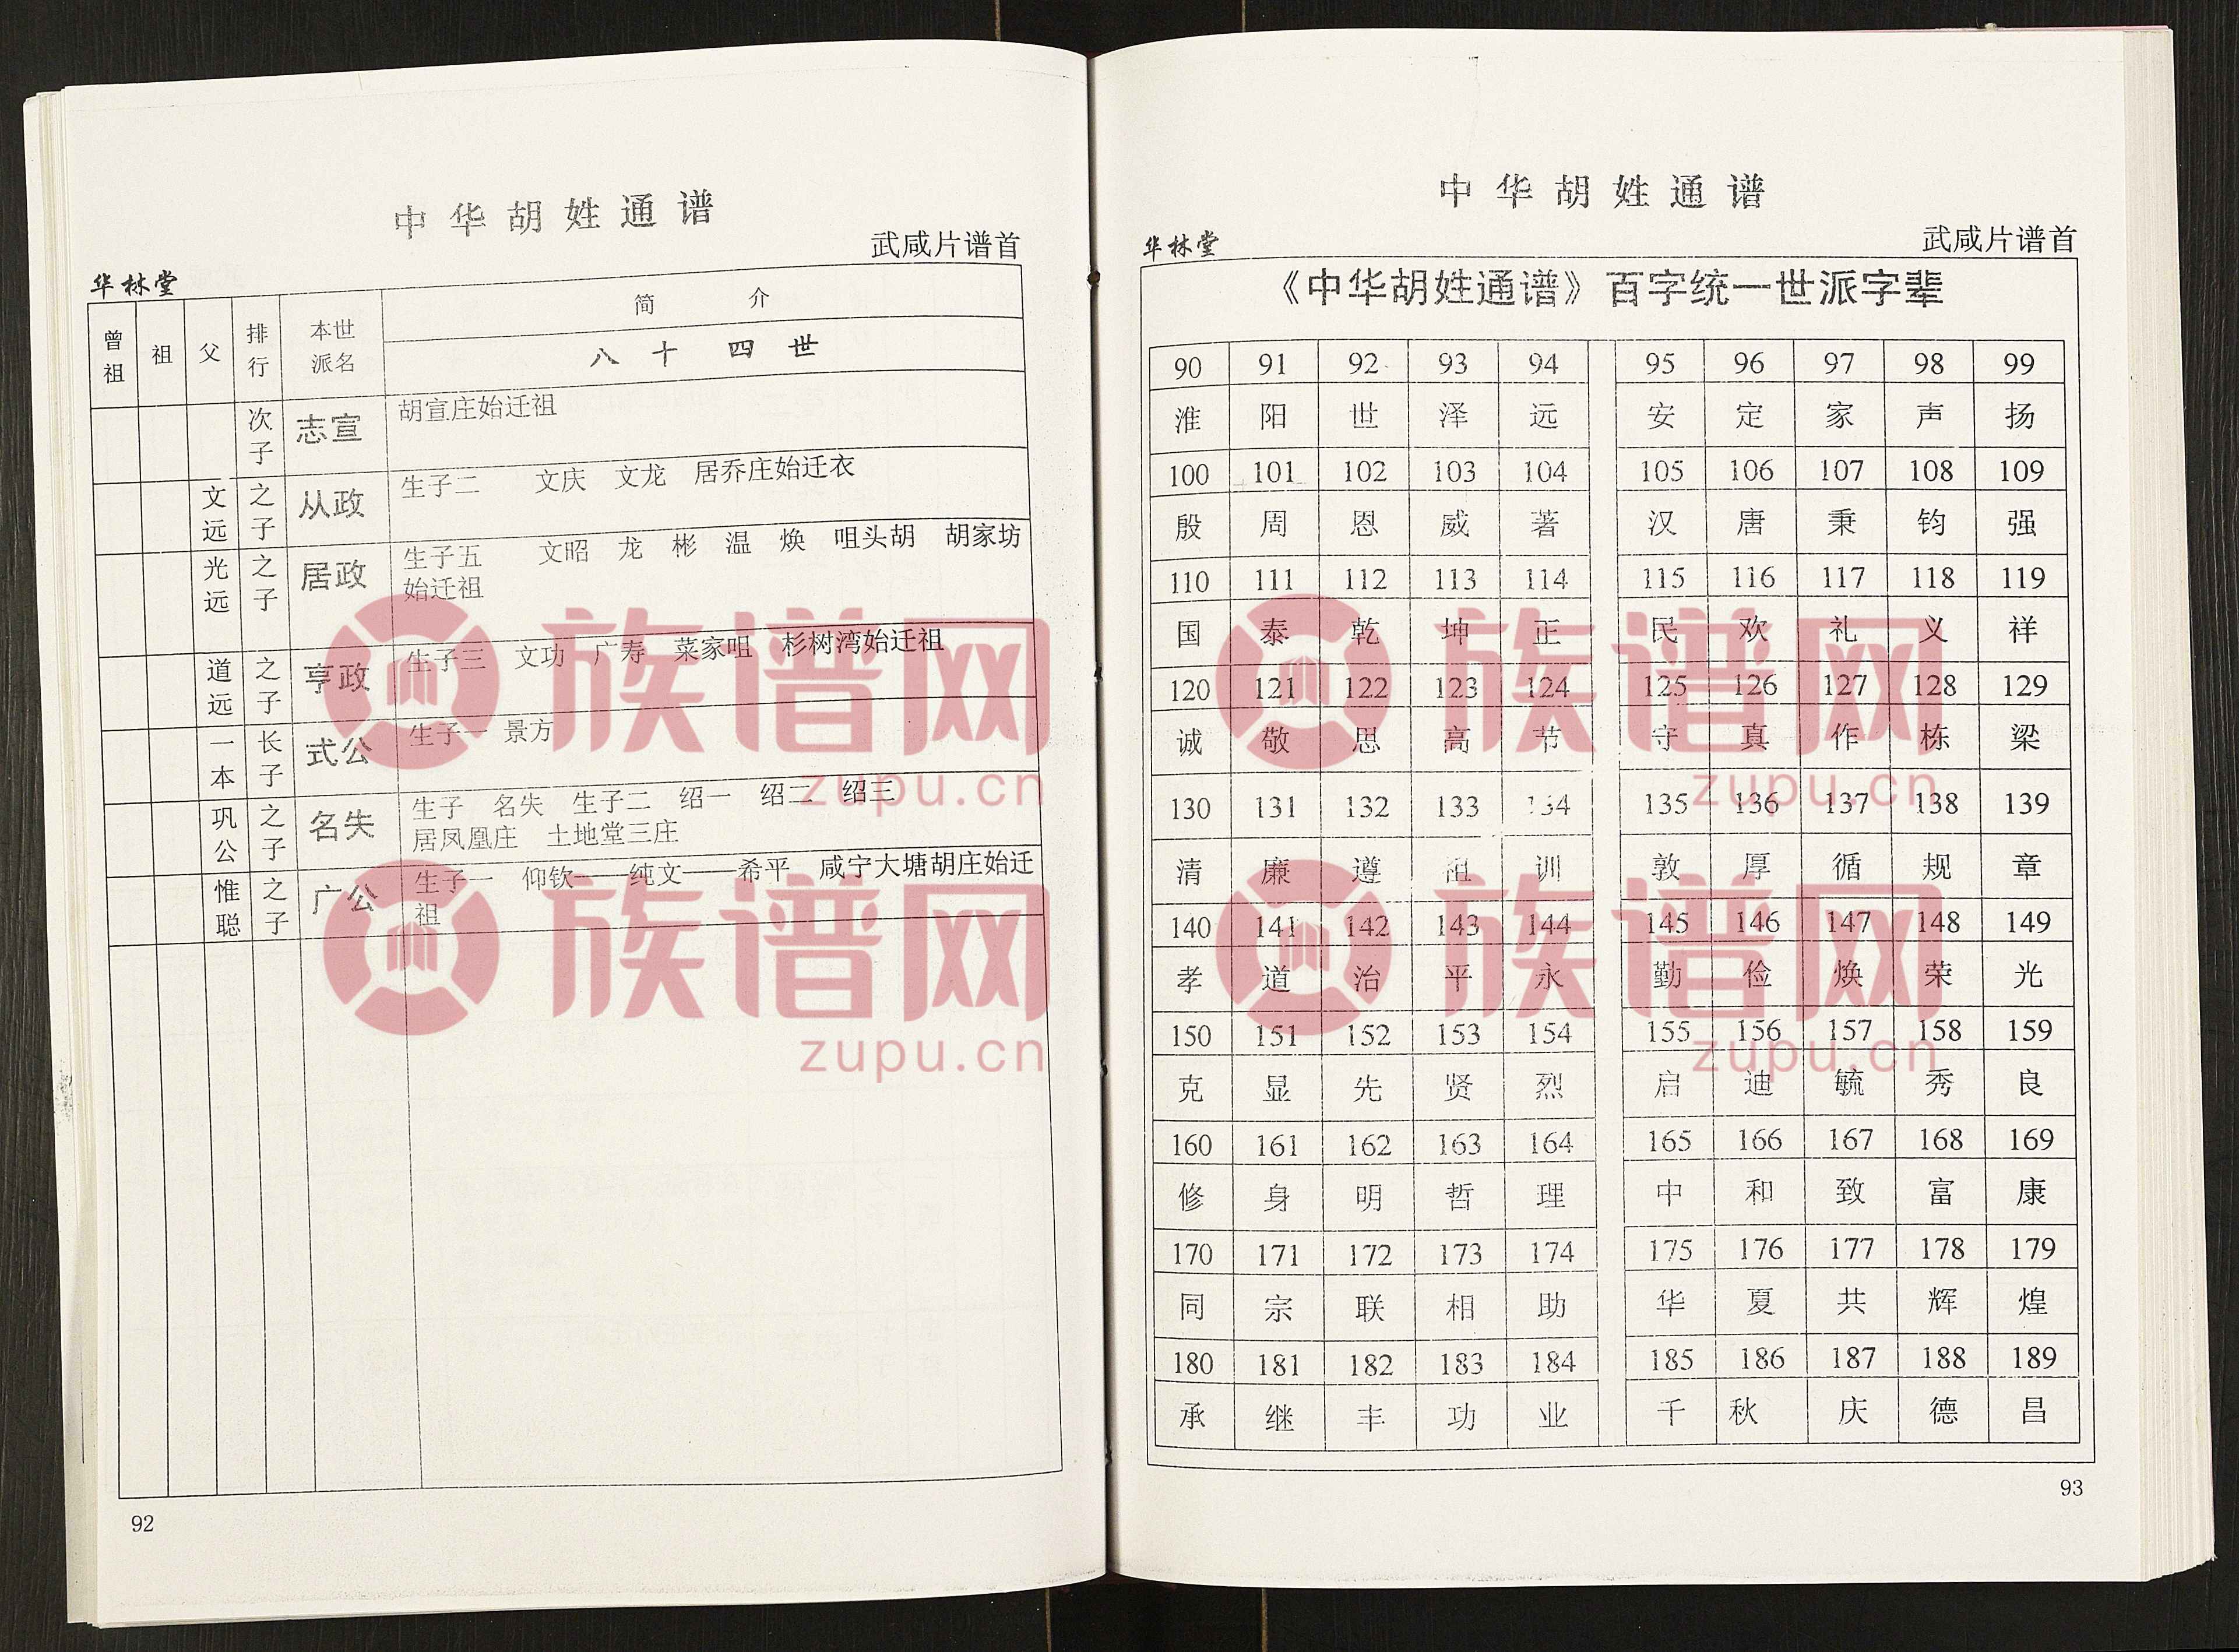 中华胡姓通谱
武咸片谱首
华林堂
曾祖 祖 父 排行 本世派名 简介
八十四世
次子 志宣 胡宣庄始迁祖
文远 之子 从政 生子二 文庆 文龙 居乔庄始迁衣
光远 之子 居政 生子五 文昭 龙 彬 温 焕 咀头胡 胡家坊
始迁祖
道远 之子 亨政 生子三 文功 广寿 菜家咀 杉树湾始迁祖
一本 长子 式公 生子一 景方
巩公 之子 名失 生子 名失 生子二 绍一 绍二 绍三
居凤凰庄 土地堂三庄
惟聪 之子 广公 生子一 仰钦——纯文——希平 咸宁大塘胡庄始迁
祖
92
中华胡姓通谱
武咸片谱首
华林堂
《中华胡姓通谱》百字统一世派字辈
90 91 92 93 94 95 96 97 98 99
淮 阳 世 泽 远 安 定 家 声 扬
100 101 102 103 104 105 106 107 108 109
殷 周 恩 威 著 汉 唐 秉 钧 强
110 111 112 113 114 115 116 117 118 119
国 泰 乾 坤 正 民 欢 礼 义 祥
120 121 122 123 124 125 126 127 128 129
诚 敬 思 高 节 守 真 作 栋 梁
130 131 132 133 134 135 136 137 138 139
清 廉 遵 祖 训 敦 厚 循 规 章
140 141 142 143 144 145 146 147 148 149
孝 道 治 平 永 勤 俭 焕 荣 光
150 151 152 153 154 155 156 157 158 159
克 显 先 贤 烈 启 迪 毓 秀 良
160 161 162 163 164 165 166 167 168 169
修 身 明 哲 理 中 和 致 富 康
170 171 172 173 174 175 176 177 178 179
同 宗 联 相 助 华 夏 共 辉 煌
180 181 182 183 184 185 186 187 188 189
承 继 丰 功 业 千 秋 庆 德 昌
93
族谱网
zupu.cn
族谱网
zupu.cn
族谱网
zupu.cn
族谱网
zupu.cn